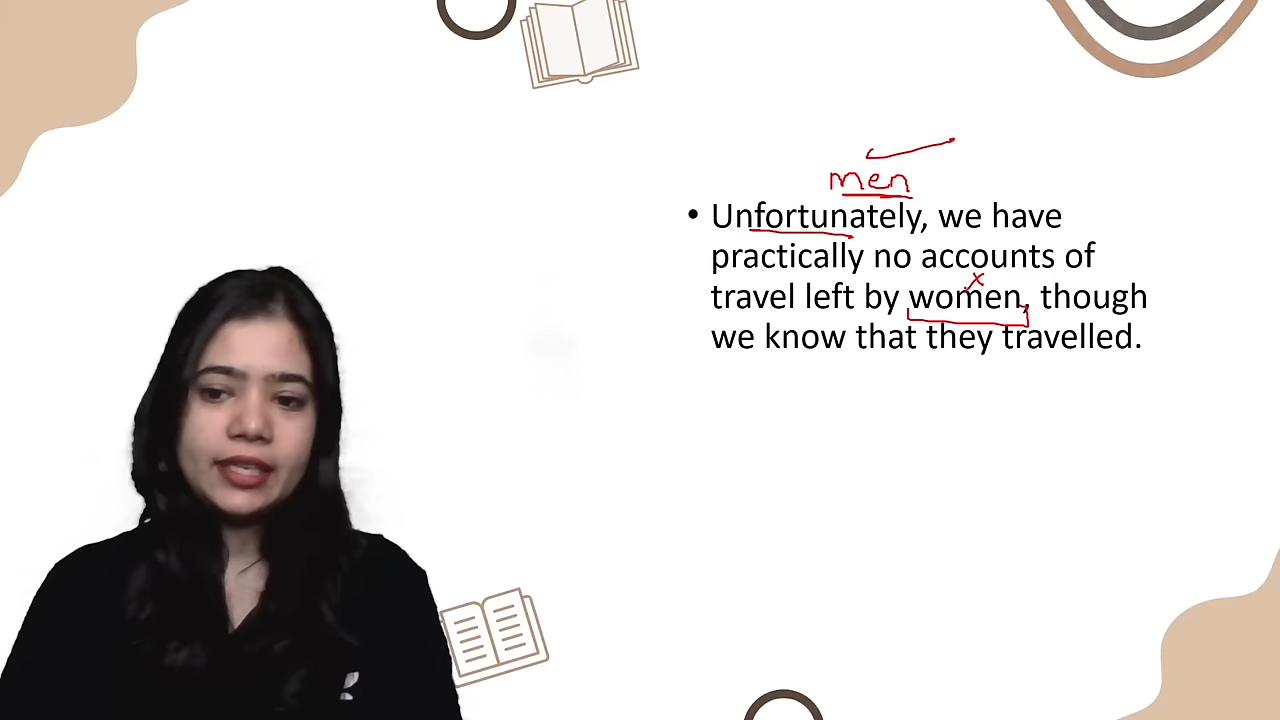 men
• Unfortunately, we have
practically no accounts of
travel left by women, though
we know that they travelled.